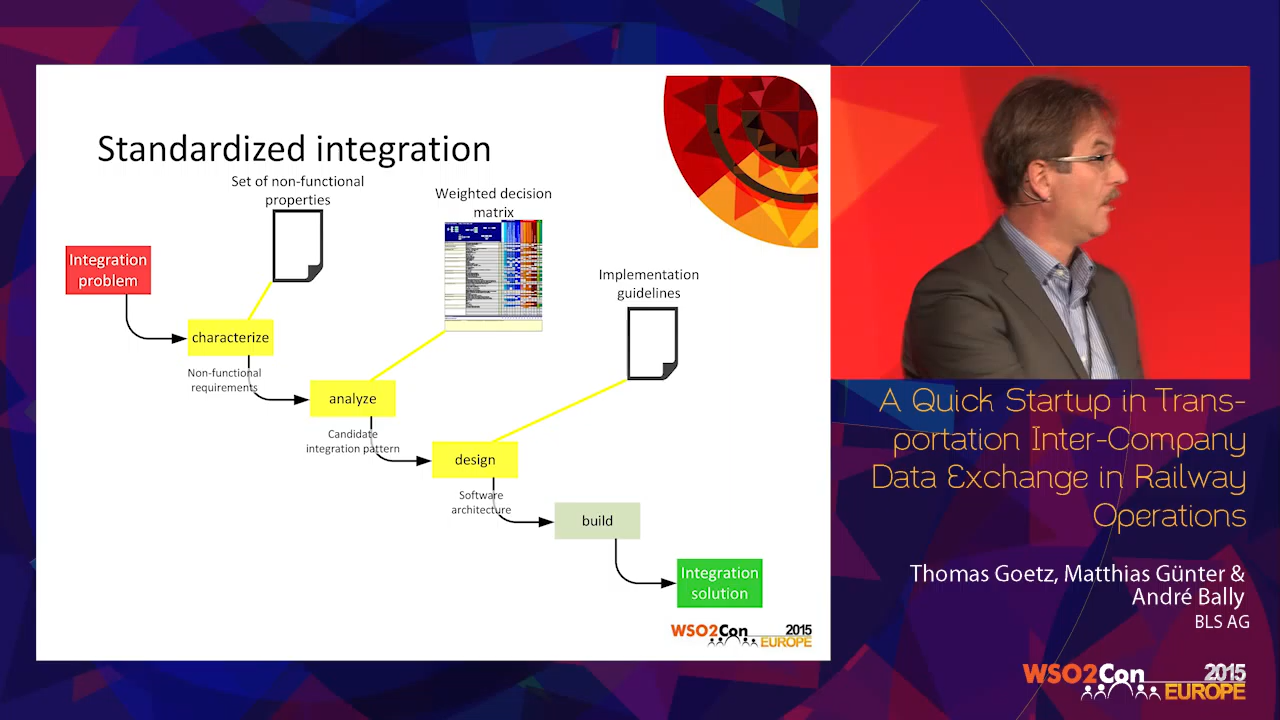 Standardized integration
Set of non-functional
properties
Weighted decision
matrix
Integration
problem
Implementation
guidelines
characterize
Non-functional
requirements
analyze
Candidate
integration pattern
design
Software
architecture
build
Integration
solution
WSO2Con 2015
EUROPE
A Quick Startup in Trans-
portation Inter-Company
Data Exchange in Railway
Operations
Thomas Goetz, Matthias Günter &
André Bally
BLS AG
WSO2Con 2015
EUROPE